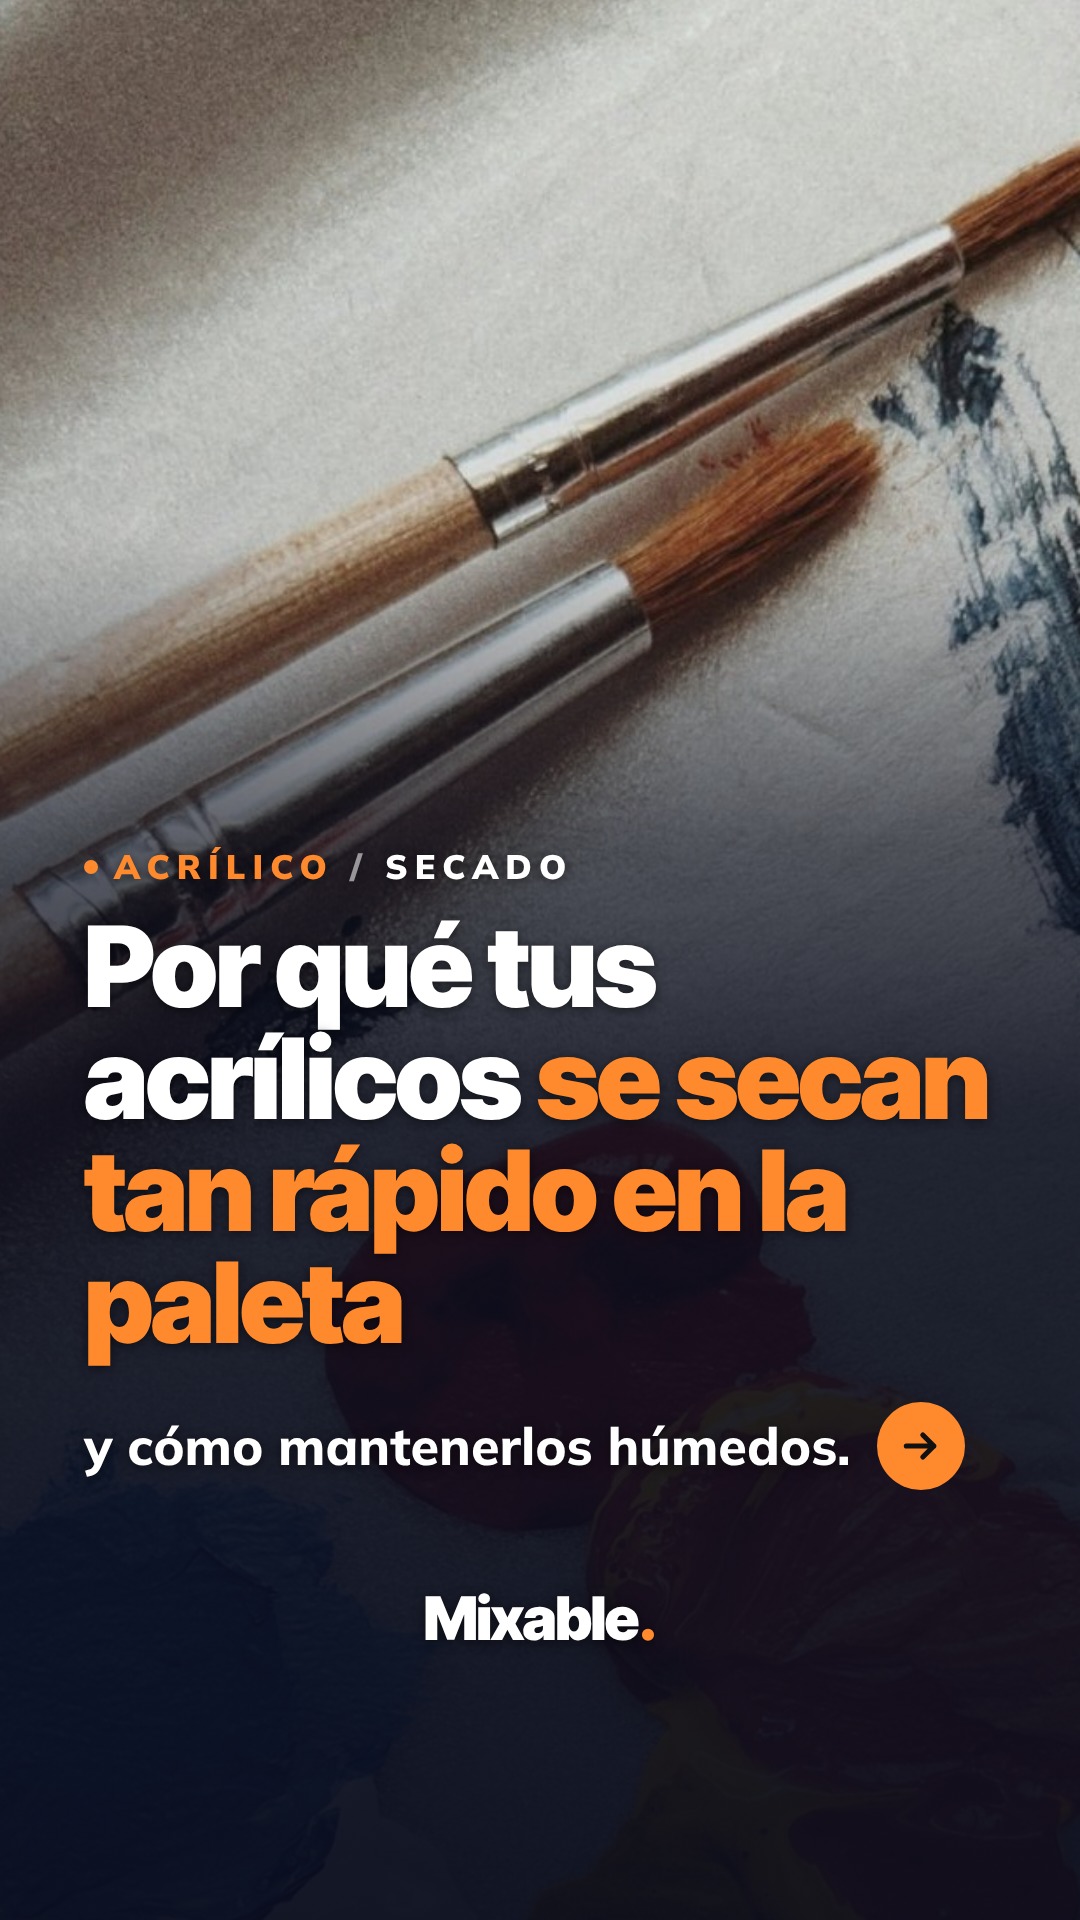 • ACRÍLICO / SECADO
Por qué tus
acrílicos se secan
tan rápido en la
paleta
y cómo mantenerlos húmedos.
Mixable.